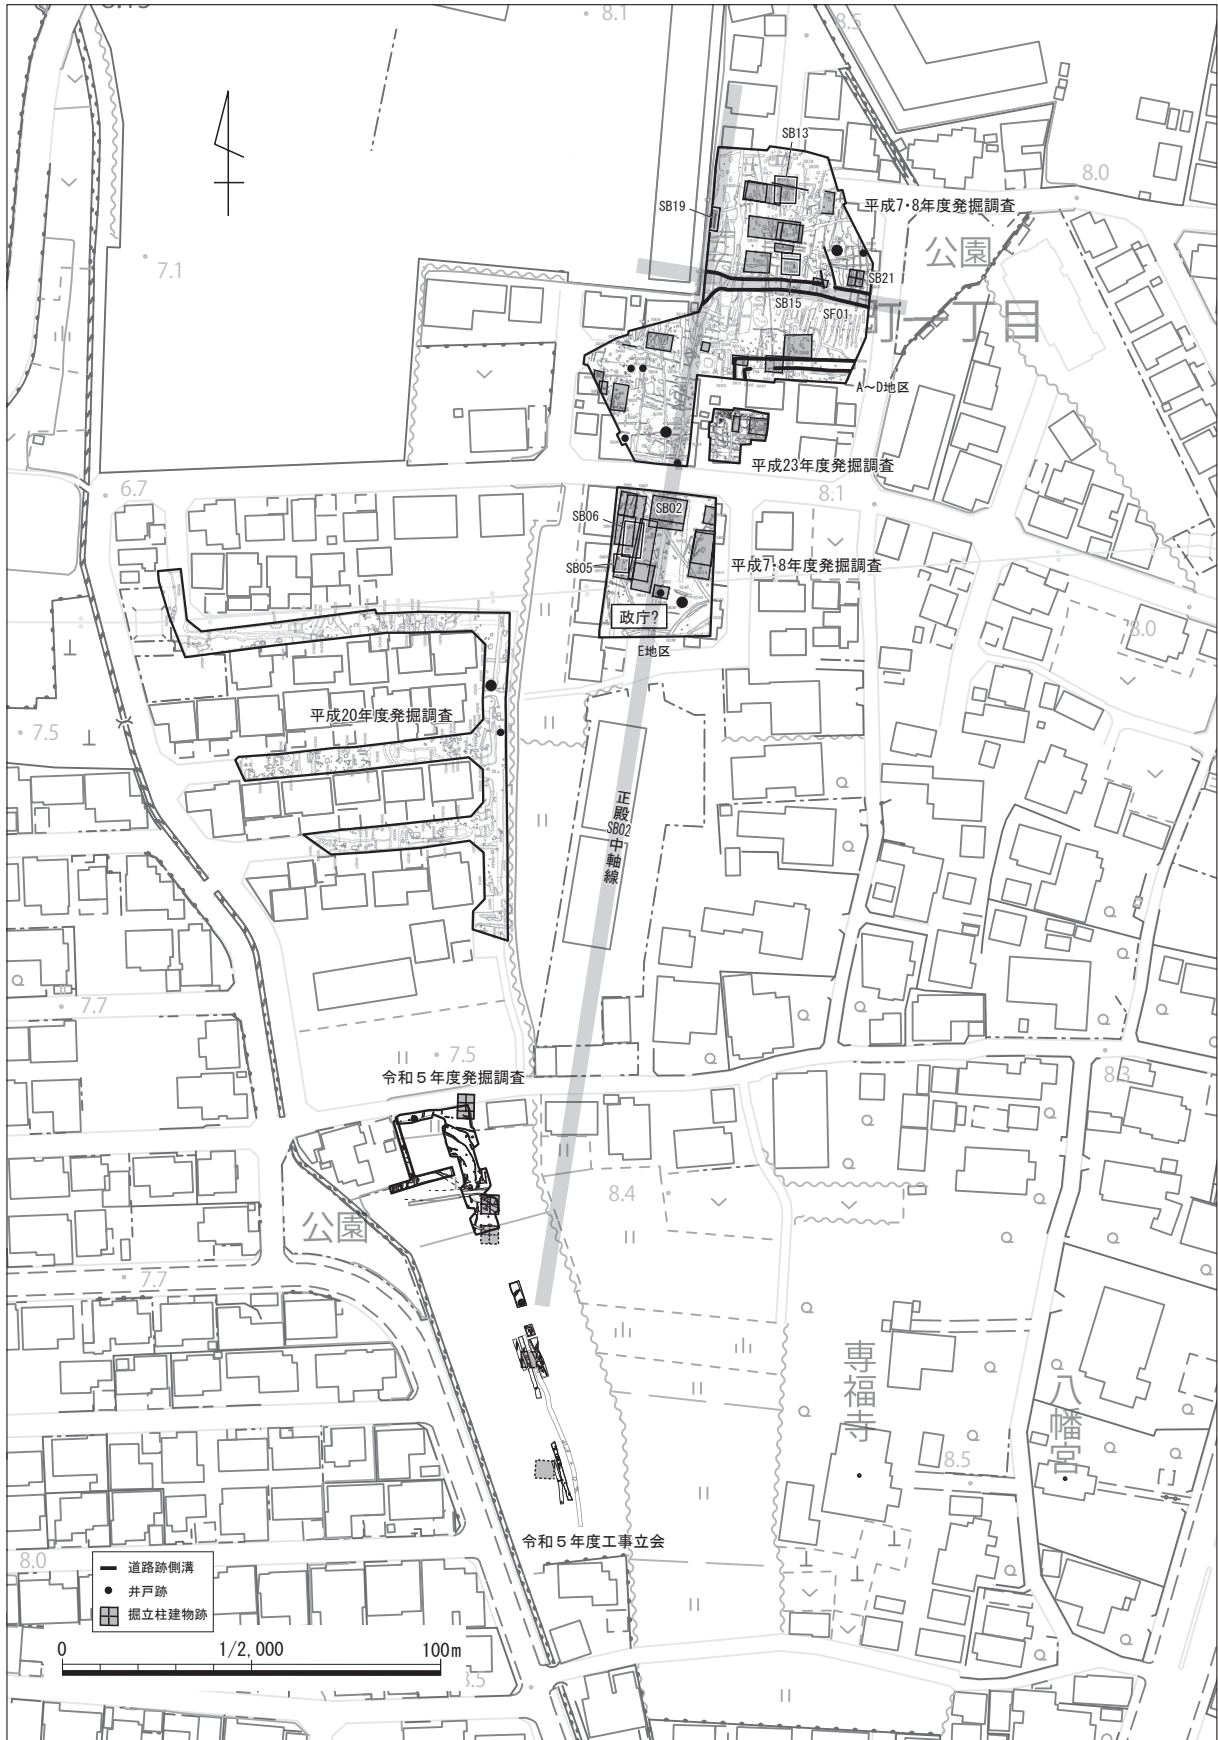 8.1
8.5
SB13
8.0
SB19
平成7・8年度発掘調査
公園
7.1
SB21
SB15
SF01
町一丁目
A～D地区
平成23年度発掘調査
6.7
8.1
SB06
SB02
SB05
平成7・8年度発掘調査
政庁?
8.0
E地区
平成20年度発掘調査
7.5
正殿SB02中軸線
7.7
7.5
令和5年度発掘調査
8.3
8.4
公園
7.7
専福寺
八幡宮
8.5
令和5年度工事立会
8.0
道路跡側溝
井戸跡
掘立柱建物跡
0 1/2,000 100m